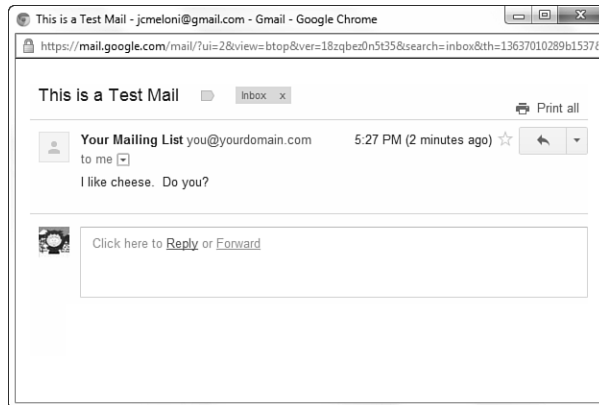 This is a Test Mail - jcmeloni@gmail.com - Gmail - Google Chrome
https://mail.google.com/mail/?ui=2&view=btop&ver=18zqbez0n5t35&search=inbox&th=13637010289b1537&
This is a Test Mail Inbox x
Print all
Your Mailing List you@yourdomain.com 5:27 PM (2 minutes ago)
to me
I like cheese. Do you?
Click here to Reply or Forward